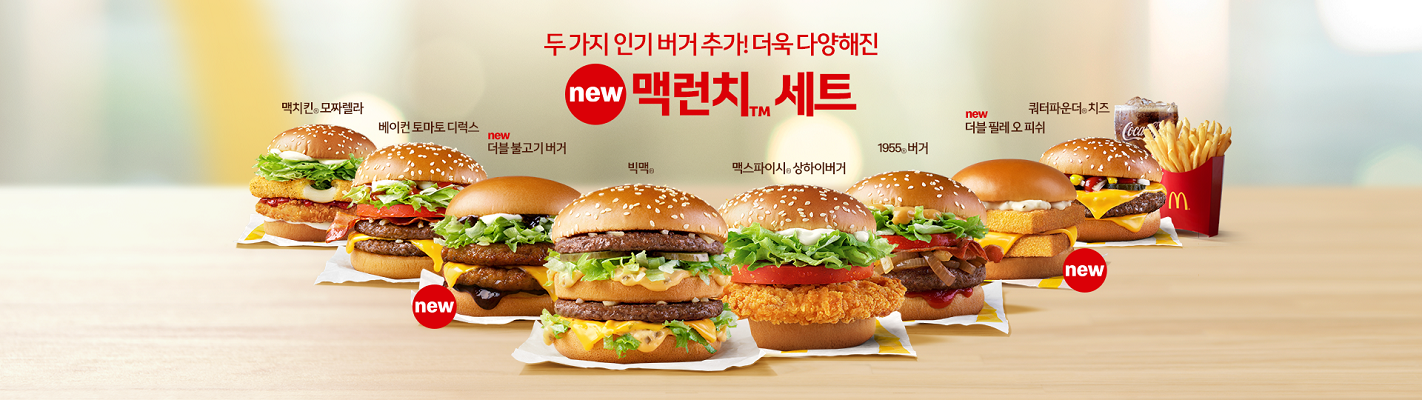 두 가지 인기 버거 추가! 더욱 다양해진
new 맥런치™ 세트
맥치킨® 모짜렐라
베이컨 토마토 디럭스
new
더블 불고기 버거
빅맥®
맥스파이시® 상하이버거
1955® 버거
new
더블 필레 오 피쉬
쿼터파운더® 치즈
Coca
M
new
new